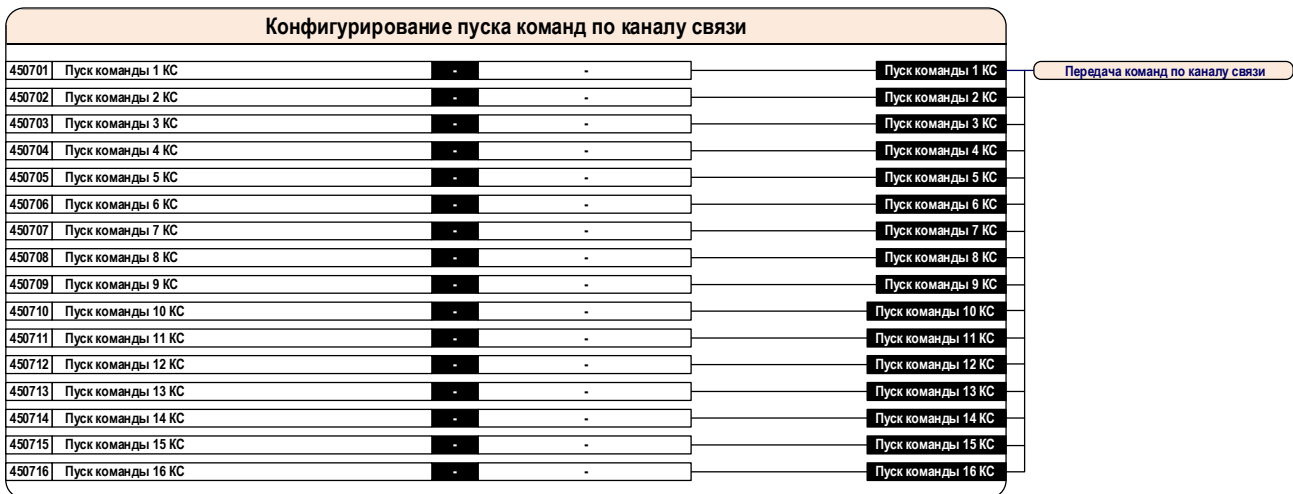 Конфигурирование пуска команд по каналу связи
450701 Пуск команды 1 КС - - Пуск команды 1 КС Передача команд по каналу связи
450702 Пуск команды 2 КС - - Пуск команды 2 КС
450703 Пуск команды 3 КС - - Пуск команды 3 КС
450704 Пуск команды 4 КС - - Пуск команды 4 КС
450705 Пуск команды 5 КС - - Пуск команды 5 КС
450706 Пуск команды 6 КС - - Пуск команды 6 КС
450707 Пуск команды 7 КС - - Пуск команды 7 КС
450708 Пуск команды 8 КС - - Пуск команды 8 КС
450709 Пуск команды 9 КС - - Пуск команды 9 КС
450710 Пуск команды 10 КС - - Пуск команды 10 КС
450711 Пуск команды 11 КС - - Пуск команды 11 КС
450712 Пуск команды 12 КС - - Пуск команды 12 КС
450713 Пуск команды 13 КС - - Пуск команды 13 КС
450714 Пуск команды 14 КС - - Пуск команды 14 КС
450715 Пуск команды 15 КС - - Пуск команды 15 КС
450716 Пуск команды 16 КС - - Пуск команды 16 КС